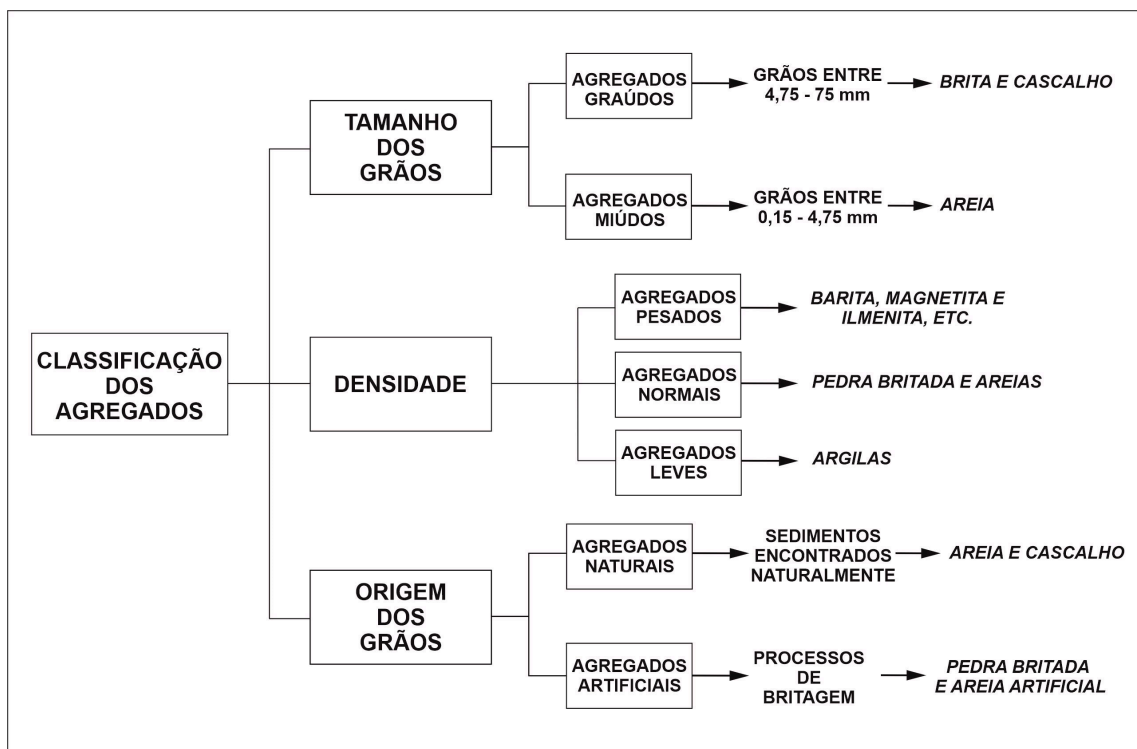 AGREGADOS
GRAÚDOS
GRÃOS ENTRE
4,75 - 75 mm
BRITA E CASCALHO
TAMANHO
DOS
GRÃOS
AGREGADOS
MIÚDOS
GRÃOS ENTRE
0,15 - 4,75 mm
AREIA
CLASSIFICAÇÃO
DOS
AGREGADOS
DENSIDADE
AGREGADOS
PESADOS
BARITA, MAGNETITA E
ILMENITA, ETC.
AGREGADOS
NORMAIS
PEDRA BRITADA E AREIAS
AGREGADOS
LEVES
ARGILAS
ORIGEM
DOS
GRÃOS
AGREGADOS
NATURAIS
SEDIMENTOS
ENCONTRADOS
NATURALMENTE
AREIA E CASCALHO
AGREGADOS
ARTIFICIAIS
PROCESSOS
DE
BRITAGEM
PEDRA BRITADA
E AREIA ARTIFICIAL